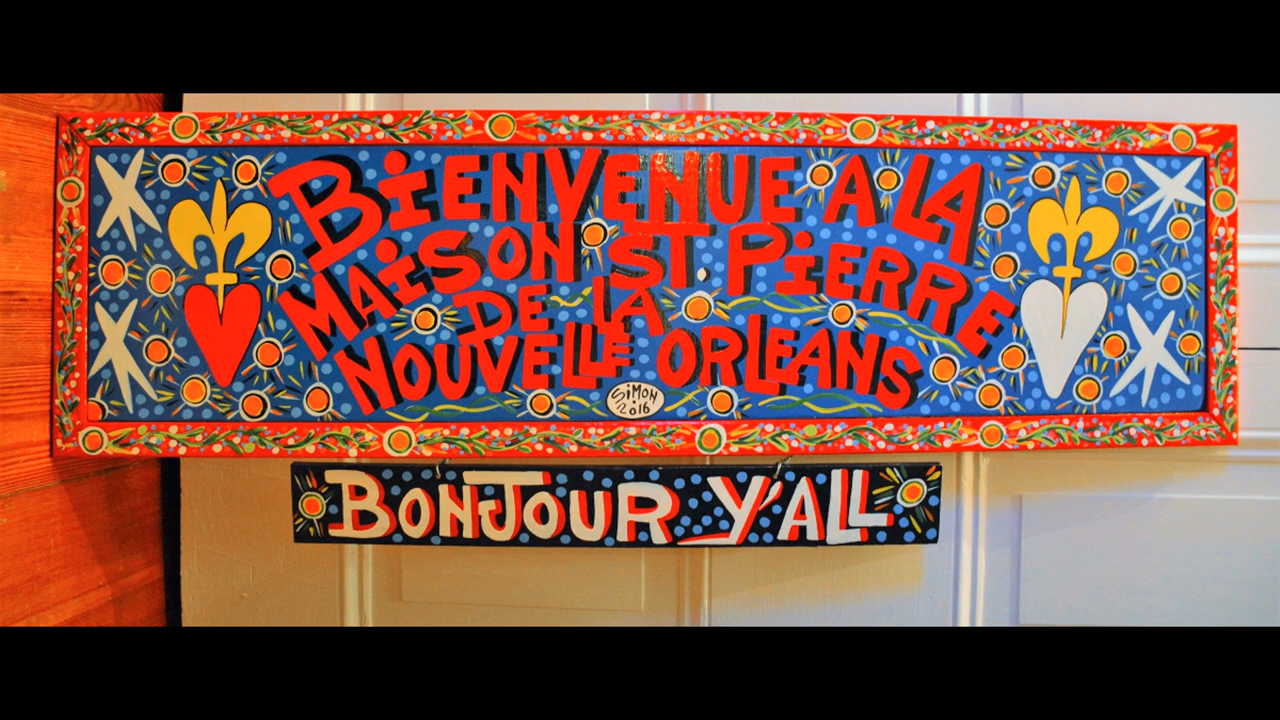 BiENVENUE A LA
MAiSON ST. PiERRE
DE LA
NOUVELLE ORLEANS
SiMON
2016
BONJOUR Y'ALL